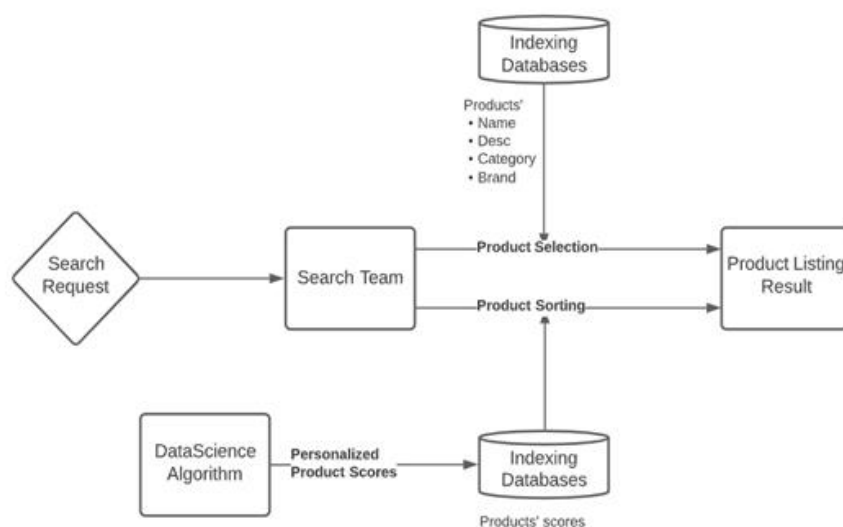 Indexing
Databases
Products'
• Name
• Desc
• Category
• Brand
Search
Request
Search Team
Product Selection
Product Sorting
Product Listing
Result
DataScience
Algorithm
Personalized
Product Scores
Indexing
Databases
Products' scores